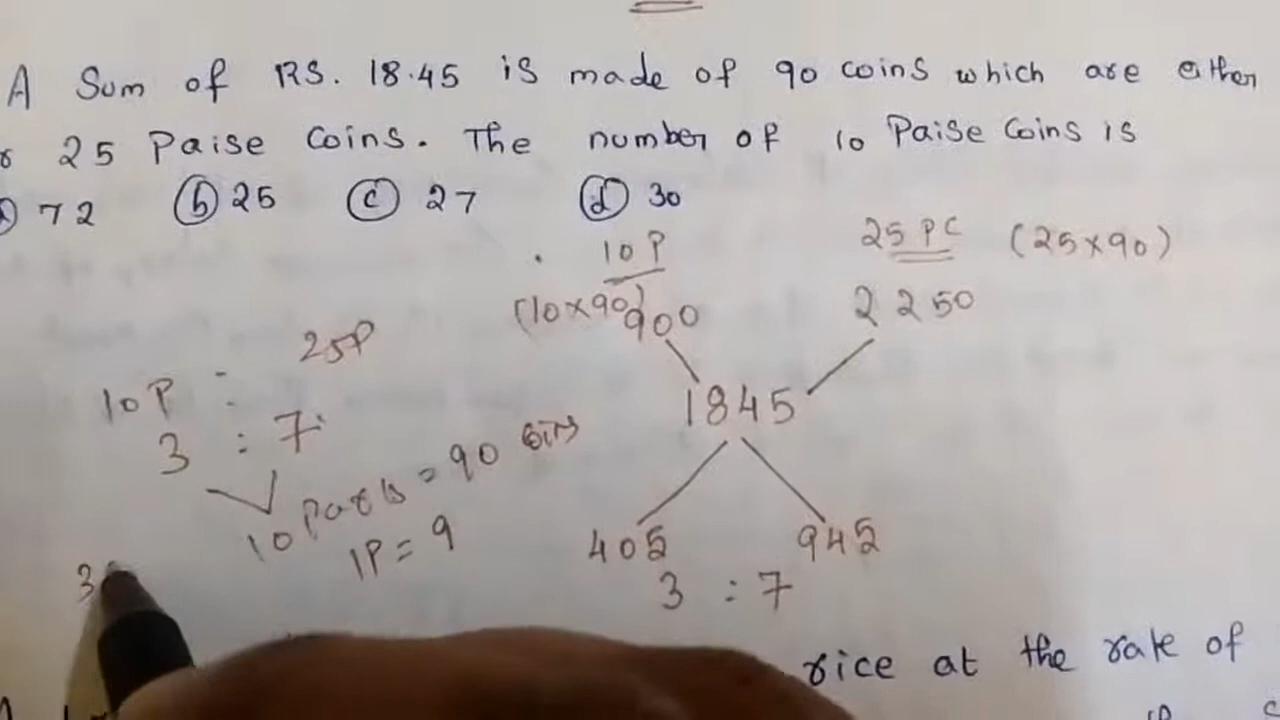 A Sum of RS. 18.45 is made of 90 coins which are either
25 Paise Coins. The number of 10 Paise Coins is
72 (b) 25 (c) 27 (d) 30
10 P 25 PC (25×90)
(10×90) 900 2250
10P : 25P
1845
3 : 7
10 Parts = 90 coins
1P = 9
405 945
3 : 7
3
rice at the rate of